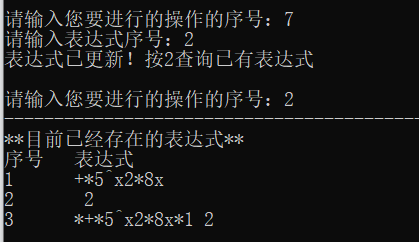 请输入您要进行的操作的序号：7
请输入表达式序号：2
表达式已更新！按2查询已有表达式
请输入您要进行的操作的序号：2
------------------------------------------------
**目前已经存在的表达式**
序号 表达式
1 +*5^x2*8x
2 2
3 *+*5^x2*8x*1 2